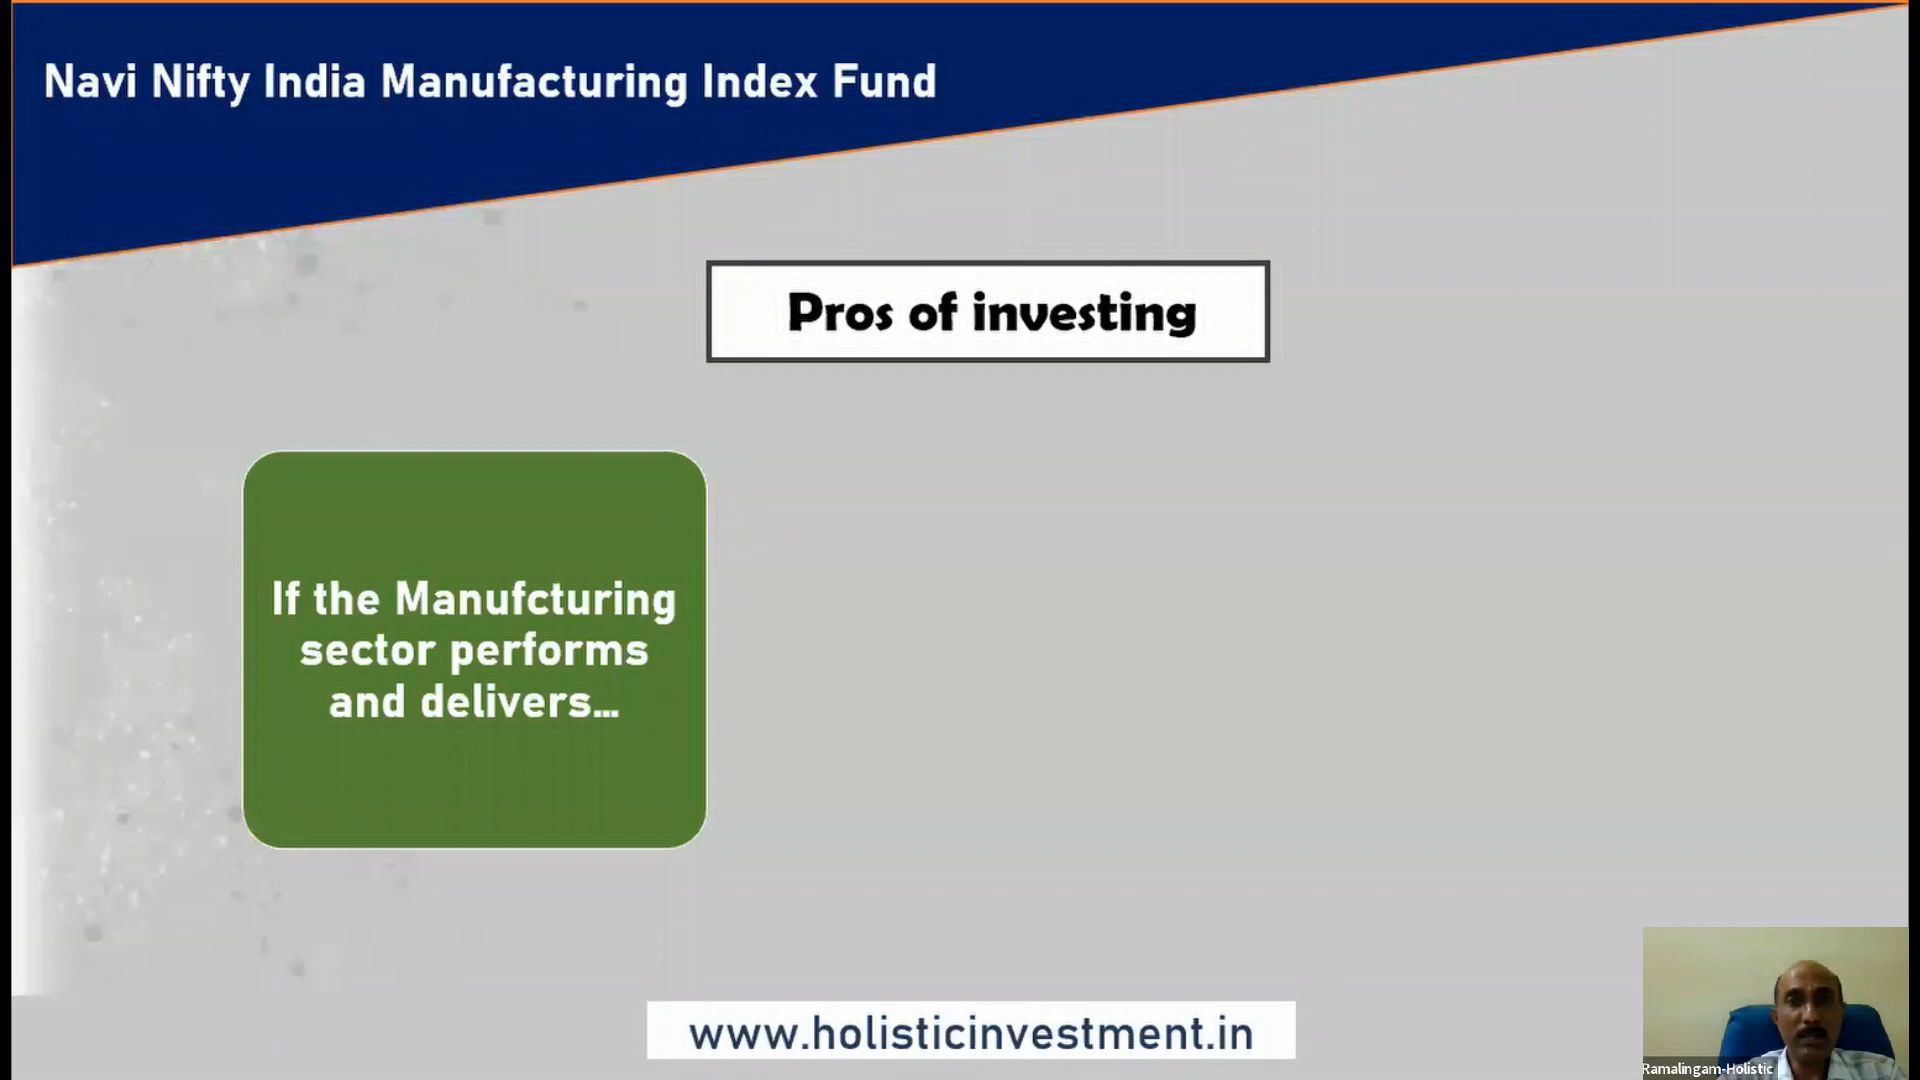 Navi Nifty India Manufacturing Index Fund
Pros of investing
If the Manufcturing
sector performs
and delivers...
www.holisticinvestment.in
Ramalingam-Holistic